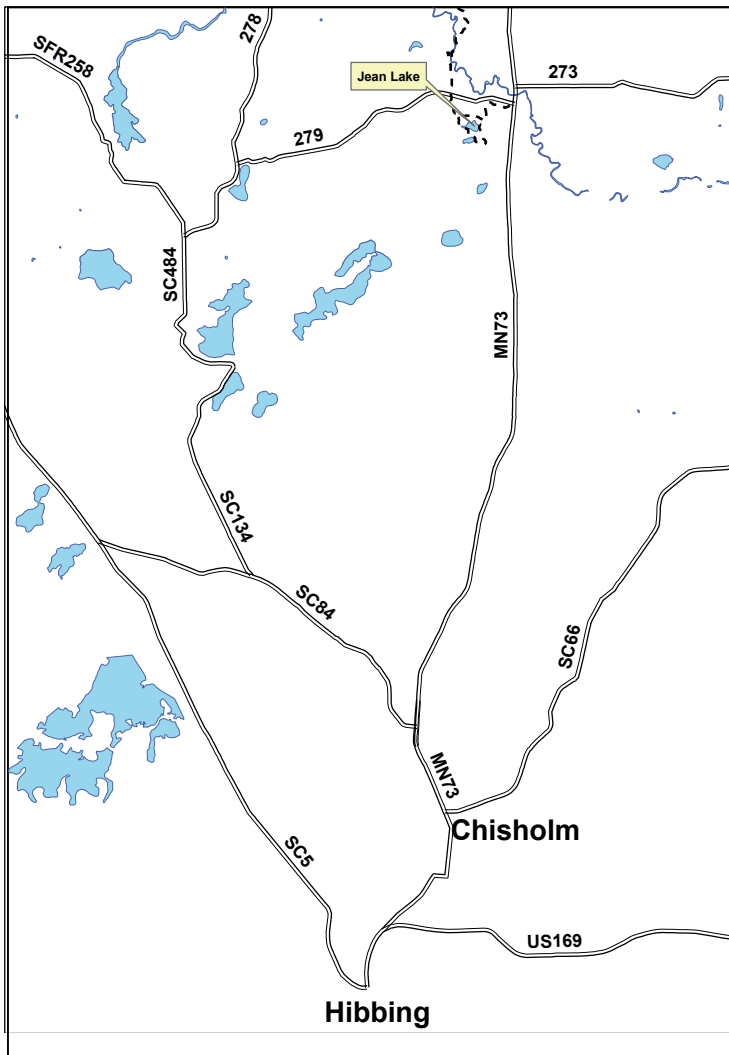 278
SFR258
273
Jean Lake
279
SC484
MN73
SC134
SC84
SC66
MN73
Chisholm
SC5
US169
Hibbing